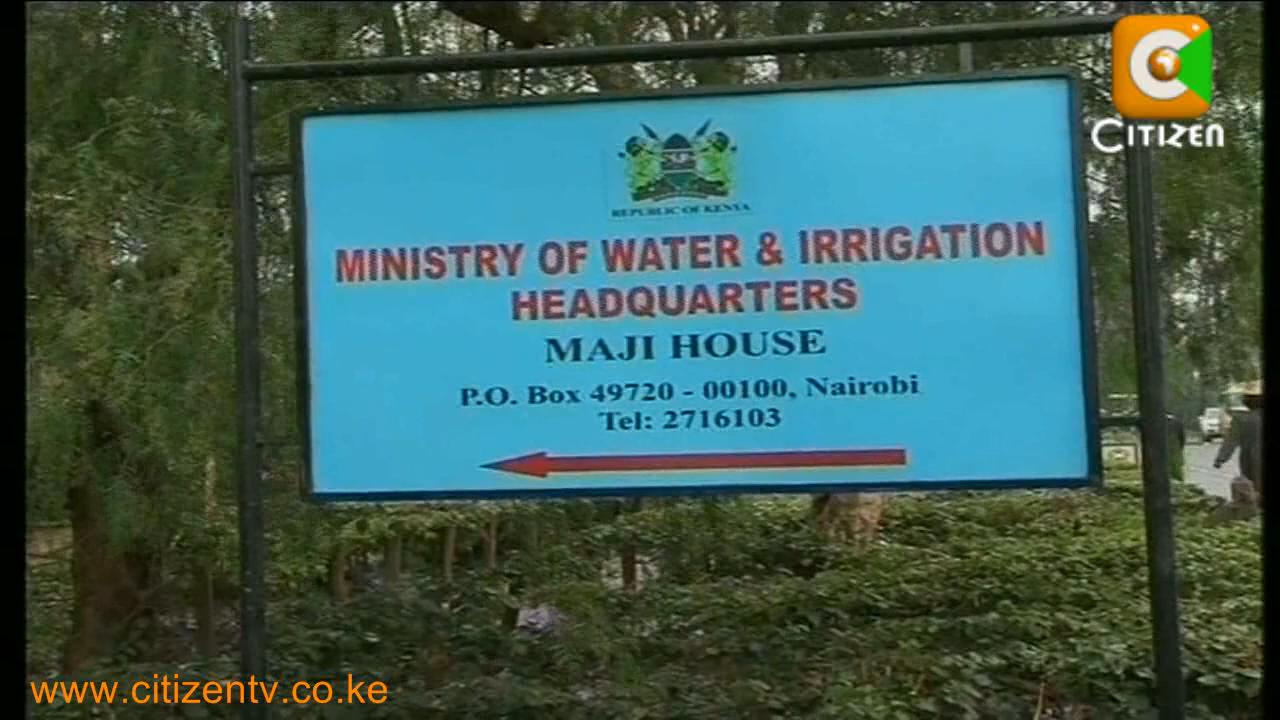 CITIZEN
REPUBLIC OF KENYA
MINISTRY OF WATER & IRRIGATION
HEADQUARTERS
MAJI HOUSE
P.O. Box 49720 - 00100, Nairobi
Tel: 2716103
www.citizentv.co.ke